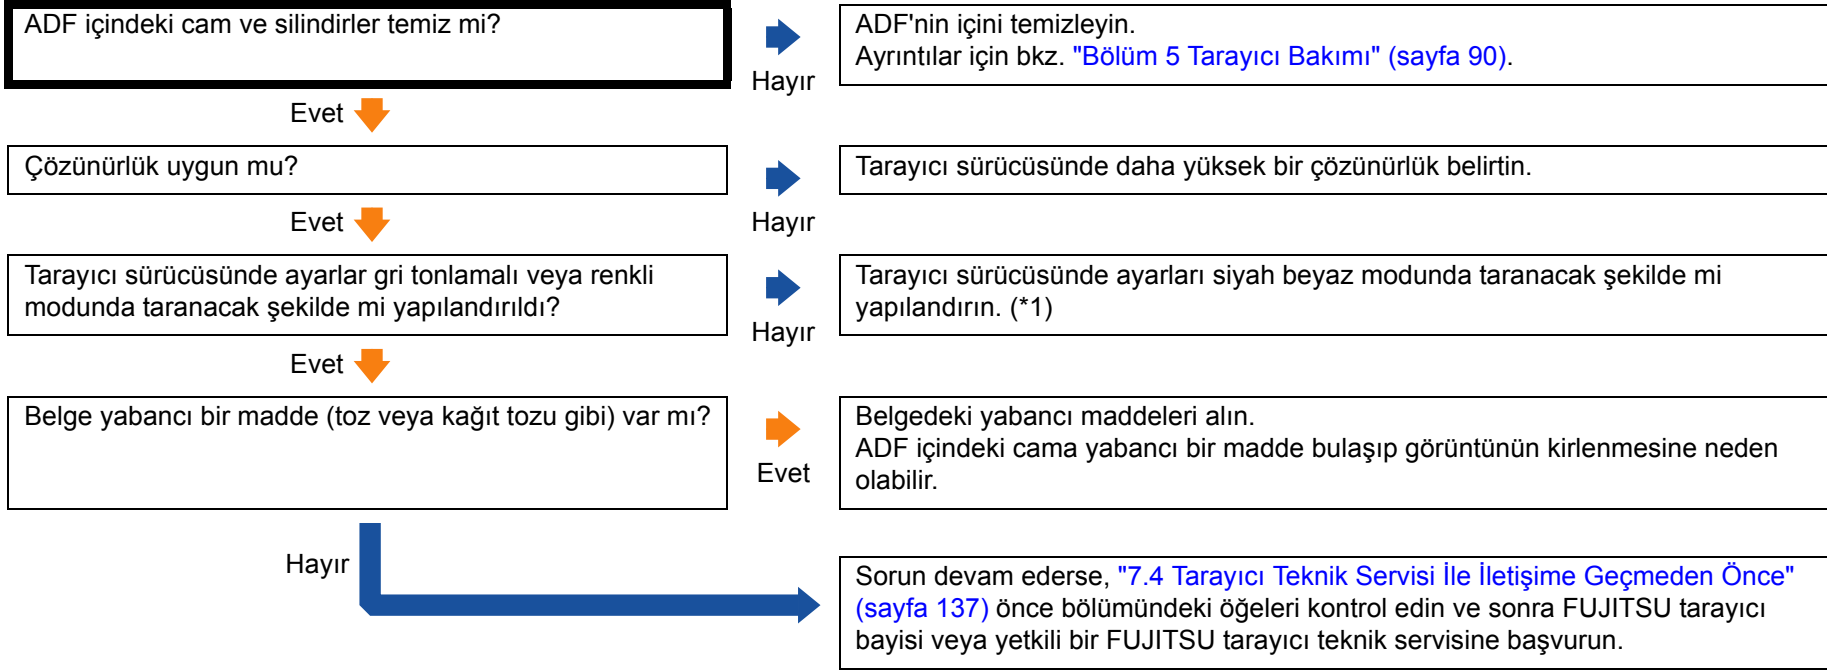 ADF içindeki cam ve silindirler temiz mi?
Hayır
ADF'nin içini temizleyin.
Ayrıntılar için bkz. "Bölüm 5 Tarayıcı Bakımı" (sayfa 90).
Evet
Çözünürlük uygun mu?
Hayır
Tarayıcı sürücüsünde daha yüksek bir çözünürlük belirtin.
Evet
Tarayıcı sürücüsünde ayarlar gri tonlamalı veya renkli
modunda taranacak şekilde mi yapılandırıldı?
Hayır
Tarayıcı sürücüsünde ayarları siyah beyaz modunda taranacak şekilde mi
yapılandırın. (*1)
Evet
Belge yabancı bir madde (toz veya kağıt tozu gibi) var mı?
Evet
Belgedeki yabancı maddeleri alın.
ADF içindeki cama yabancı bir madde bulaşıp görüntünün kirlenmesine neden
olabilir.
Hayır
Sorun devam ederse, "7.4 Tarayıcı Teknik Servisi İle İletişime Geçmeden Önce"
(sayfa 137) önce bölümündeki öğeleri kontrol edin ve sonra FUJITSU tarayıcı
bayisi veya yetkili bir FUJITSU tarayıcı teknik servisine başvurun.